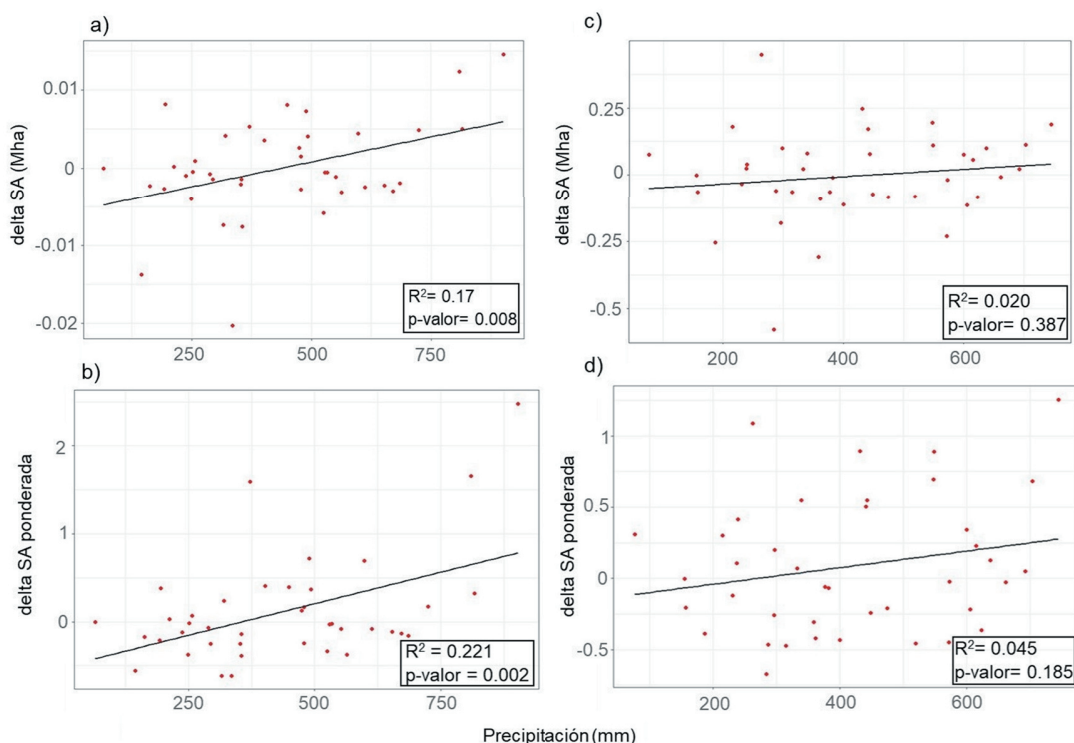 a)
delta SA (Mha)
0.01
0
-0.01
-0.02
250
500
750
R²= 0.17
p-valor= 0.008
c)
delta SA (Mha)
0.25
0
-0.25
-0.5
200
400
600
R²= 0.020
p-valor= 0.387
b)
delta SA ponderada
2
1
0
250
500
750
R²= 0.221
p-valor = 0.002
d)
delta SA ponderada
1
0.5
0
-0.5
200
400
600
R²= 0.045
p-valor= 0.185
Precipitación (mm)